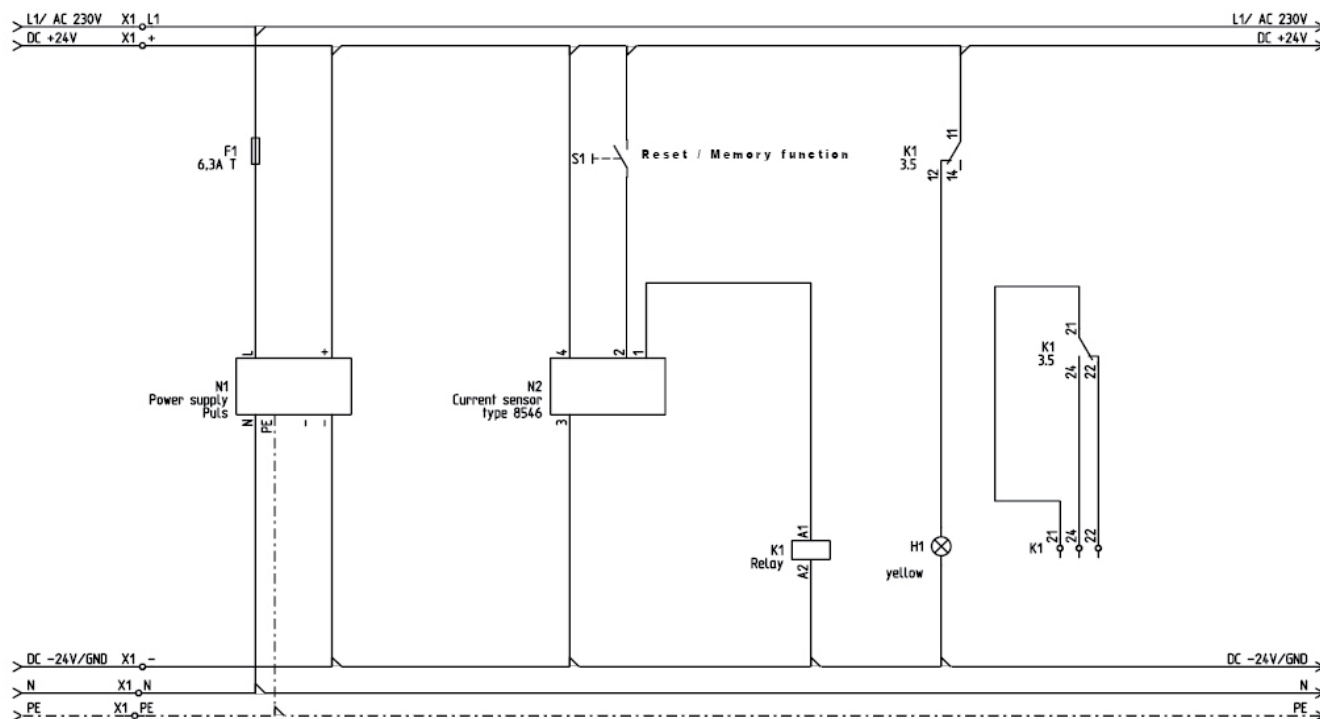 L1/ AC 230V X1 L1
L1/ AC 230V
DC +24V X1 +
DC +24V
F1
6,3A T
S1
Reset / Memory function
K1
3.5
11
12
14
L
+
N1
Power supply
Puls
N
PE
-
-
4
2
1
N2
Current sensor
type 8546
3
K1
3.5
21
24
22
A1
K1
Relay
A2
H1
yellow
K1
21
24
22
DC -24V/GND X1 -
DC -24V/GND
N X1 N
N
PE X1 PE
PE